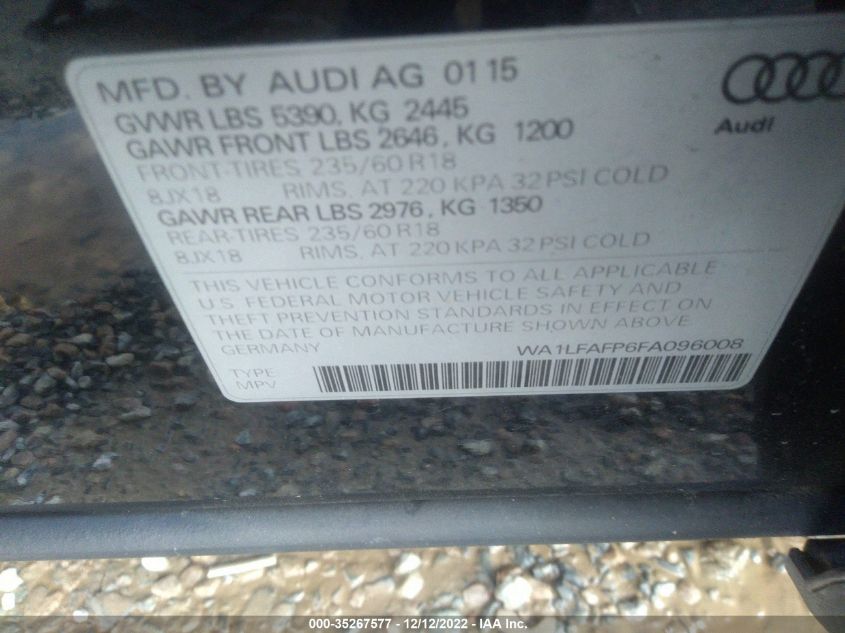 MFD. BY AUDI AG 01 15
GVWR LBS 5390, KG 2445
GAWR FRONT LBS 2646, KG 1200
FRONT-TIRES 235/60 R18
8JX18 RIMS, AT 220 KPA 32 PSI COLD
GAWR REAR LBS 2976, KG 1350
REAR-TIRES 235/60 R18
8JX18 RIMS, AT 220 KPA 32 PSI COLD
Audi
THIS VEHICLE CONFORMS TO ALL APPLICABLE
U.S. FEDERAL MOTOR VEHICLE SAFETY AND
THEFT PREVENTION STANDARDS IN EFFECT ON
THE DATE OF MANUFACTURE SHOWN ABOVE
GERMANY WA1LFAFP6FA096008
TYPE
MPV
000-35267577 - 12/12/2022 - IAA Inc.